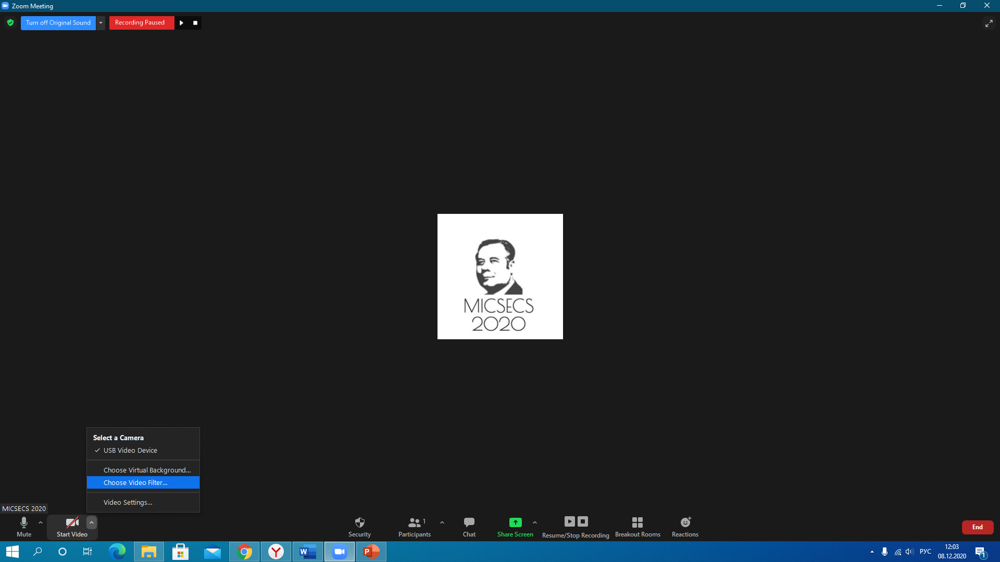 Zoom Meeting
Turn off Original Sound
Recording Paused
MICSECS
2020
Select a Camera
USB Video Device
Choose Virtual Background...
Choose Video Filter...
Video Settings...
MICSECS 2020
Mute
Start Video
Security
Participants
1
Chat
Share Screen
Resume/Stop Recording
Breakout Rooms
Reactions
End
РУС
12:03
08.12.2020
1